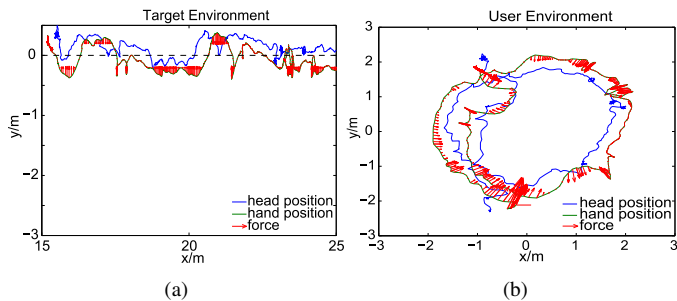 Target Environment
y/m
1
0
−1
−2
−3
15
20
25
x/m
head position
hand position
force
(a)
User Environment
y/m
3
2
1
0
−1
−2
−3
−3
−2
−1
0
1
2
3
x/m
head position
hand position
force
(b)